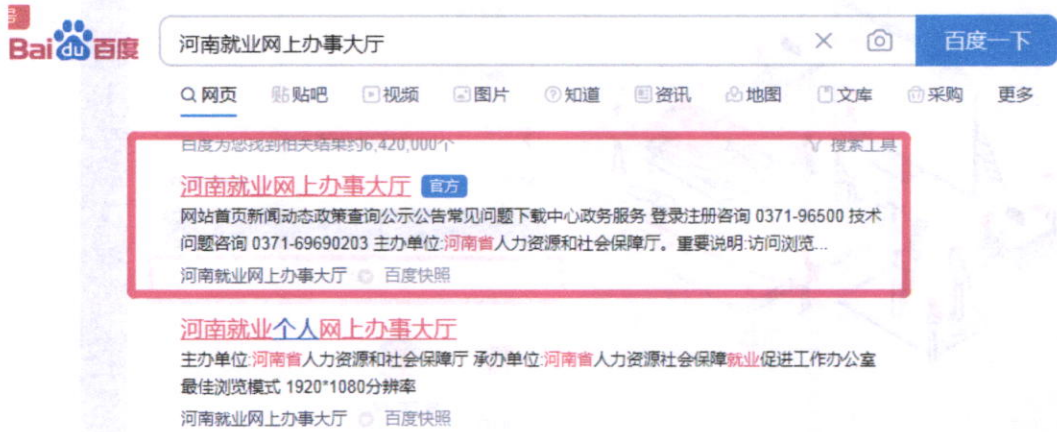 号
Bai du 百度 河南就业网上办事大厅 百度一下
网页 贴 贴吧 视频 图片 知道 资讯 地图 文库 采购 更多
百度为您找到相关结果约6,420,000个 搜索工具
河南就业网上办事大厅 官方
网站首页新闻动态政策查询公示公告常见问题下载中心政务服务 登录注册咨询 0371-96500 技术
问题咨询 0371-69690203 主办单位:河南省人力资源和社会保障厅。重要说明:访问浏览...
河南就业网上办事大厅 百度快照
河南就业个人网上办事大厅
主办单位:河南省人力资源和社会保障厅 承办单位:河南省人力资源社会保障就业促进工作办公室
最佳浏览模式 1920*1080分辨率
河南就业网上办事大厅 百度快照